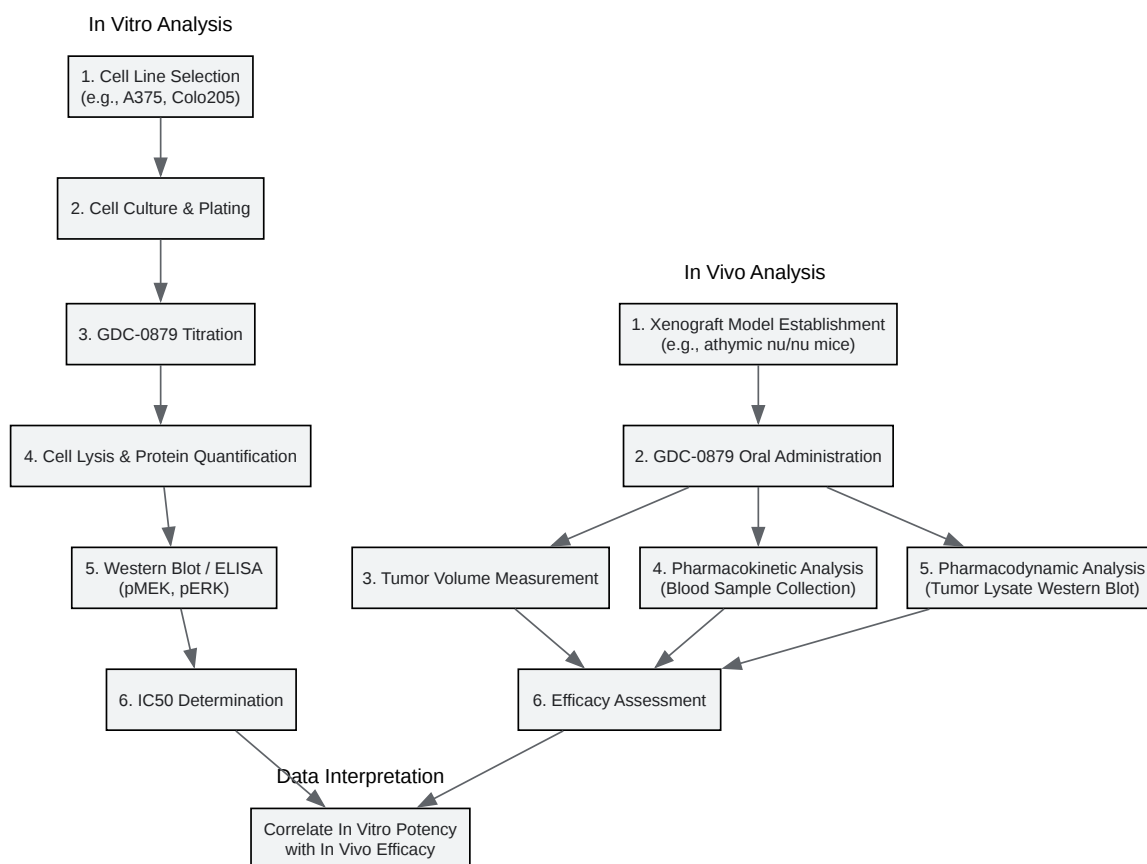 In Vitro Analysis
1. Cell Line Selection
(e.g., A375, Colo205)
2. Cell Culture & Plating
3. GDC-0879 Titration
4. Cell Lysis & Protein Quantification
5. Western Blot / ELISA
(pMEK, pERK)
6. IC50 Determination
In Vivo Analysis
1. Xenograft Model Establishment
(e.g., athymic nu/nu mice)
2. GDC-0879 Oral Administration
3. Tumor Volume Measurement
4. Pharmacokinetic Analysis
(Blood Sample Collection)
5. Pharmacodynamic Analysis
(Tumor Lysate Western Blot)
6. Efficacy Assessment
Data Interpretation
Correlate In Vitro Potency
with In Vivo Efficacy